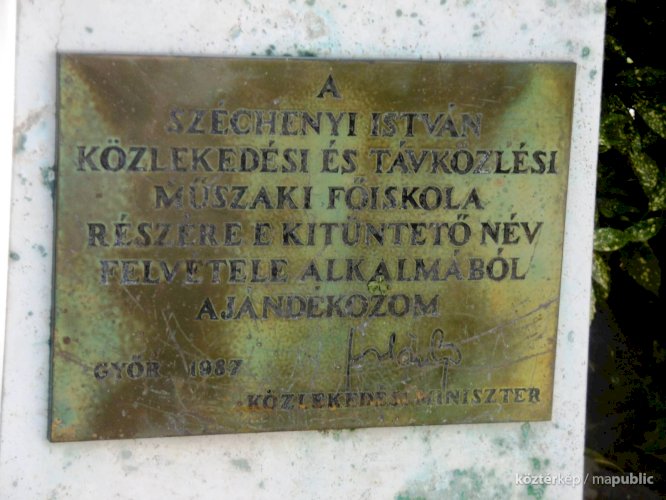 A
SZÉCHENYI ISTVÁN
KÖZLEKEDÉSI ÉS TÁVKÖZLÉSI
MŰSZAKI FŐISKOLA
RÉSZÉRE E KITÜNTETŐ NÉV
FELVÉTELE ALKALMÁBÓL
AJÁNDÉKOZOM
GYŐR 1987
KÖZLEKEDÉSI MINISZTER
köztérkép / mapublic